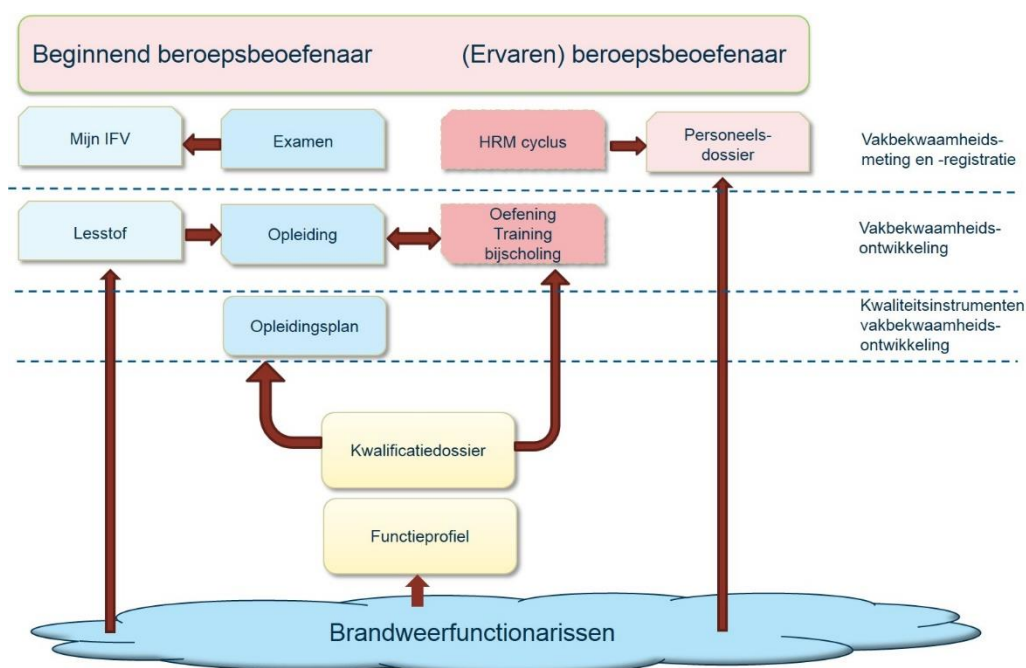 Beginnend beroepsbeoefenaar
(Ervaren) beroepsbeoefenaar
Mijn IFV
Examen
HRM cyclus
Personeels-
dossier
Vakbekwaamheids-
meting en -registratie
Lesstof
Opleiding
Oefening
Training
bijscholing
Vakbekwaamheids-
ontwikkeling
Opleidingsplan
Kwaliteitsinstrumenten
vakbekwaamheids-
ontwikkeling
Kwalificatiedossier
Functieprofiel
Brandweerfunctionarissen